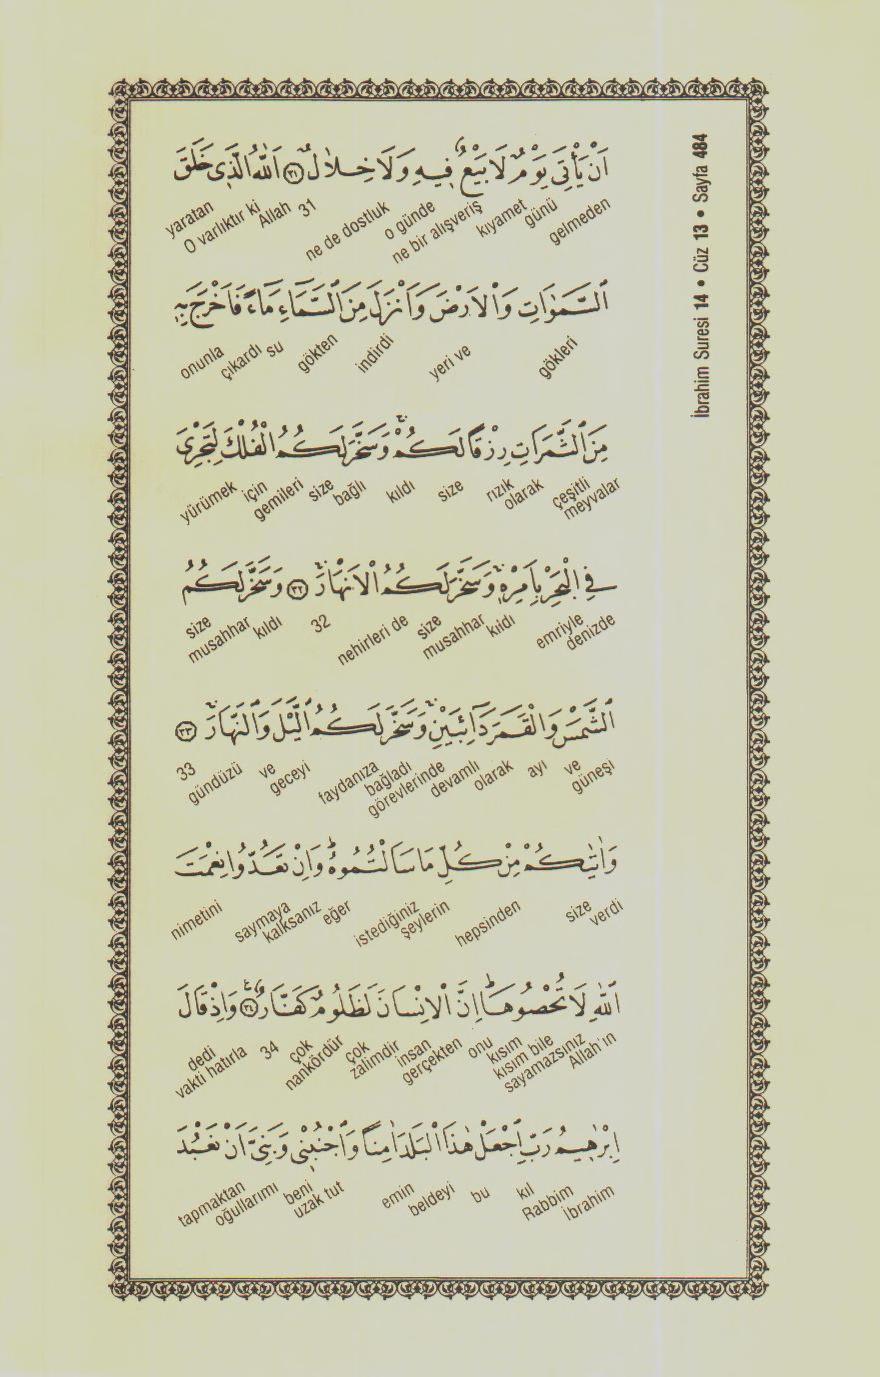 İbrahim Suresi 14 • Cüz 13 • Sayfa 484
اَنْ يَأْتِىَ يَوْمٌ لَا بَيْعٌ فٖيهِ وَلَا خِلَالٌ ﴿٣١﴾ اَللّٰهُ الَّذٖى خَلَقَ
gelmeden günü kıyamet ne bir alışveriş o günde ne de dostluk 31 Allah O varlıktır ki yaratan
السَّمٰوَاتِ وَالْاَرْضَ وَاَنْزَلَ مِنَ السَّمَٓاءِ مَٓاءً فَاَخْرَجَ بِهٖ
gökleri yeri ve indirdi gökten su çıkardı onunla
مِنَ الثَّمَرَاتِ رِزْقًا لَكُمْ وَسَخَّرَ لَكُمُ الْفُلْكَ لِتَجْرِىَ
çeşitli meyvalar rızık olarak size kıldı bağlı size gemileri için yürümek
فِى الْبَحْرِ بِاَمْرِهٖ وَسَخَّرَ لَكُمُ الْاَنْهَارَ ﴿٣٢﴾ وَسَخَّرَ لَكُمُ
denizde emriyle kıldı musahhar size nehirleri de 32 kıldı musahhar size
الشَّمْسَ وَالْقَمَرَ دَٓائِبَيْنِ وَسَخَّرَ لَكُمُ الَّيْلَ وَالنَّهَارَ ﴿٣٣﴾
güneşi ve ayı olarak devamlı görevlerinde bağladı faydanıza geceyi ve gündüzü 33
وَاٰتٰيكُمْ مِنْ كُلِّ مَا سَاَلْتُمُوهُ وَاِنْ تَعُدُّوا نِعْمَتَ
verdi size hepsinden şeylerin istediğiniz eğer kalksanız saymaya nimetini
اللّٰهِ لَا تُحْصُوهَا اِنَّ الْاِنْسَانَ لَظَلُومٌ كَفَّارٌ ﴿٣٤﴾ وَاِذْ قَالَ
Allah'ın sayamazsınız kısım bile kısım onu gerçekten insan zalimdir çok nankördür çok 34 vakti hatırla dedi
اِبْرٰهٖيمُ رَبِّ اجْعَلْ هٰذَا الْبَلَدَ اٰمِنًا وَاجْنُبْنٖى وَبَنِىَّ اَنْ نَعْبُدَ
İbrahim Rabbim kıl bu beldeyi emin uzak tut beni oğullarımı tapmaktan